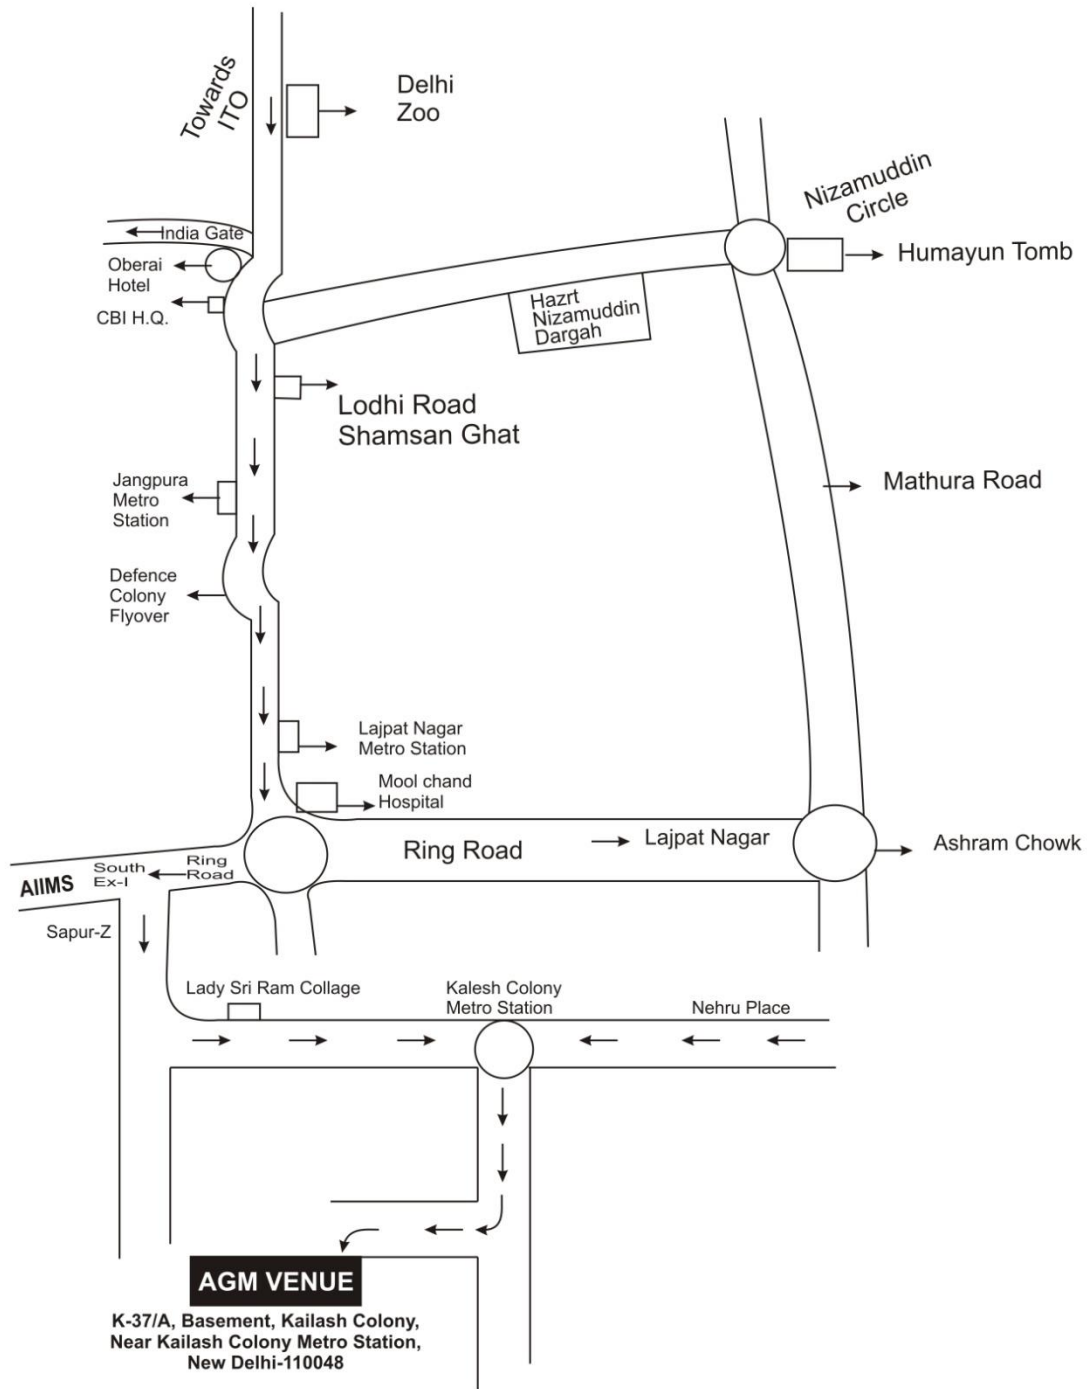 Towards
ITO
Delhi
Zoo
Nizamuddin
Circle
India Gate
Oberai
Hotel
Humayun Tomb
CBI H.Q.
Hazrt
Nizamuddin
Dargah
Lodhi Road
Shamsan Ghat
Jangpura
Metro
Station
Mathura Road
Defence
Colony
Flyover
Lajpat Nagar
Metro Station
Mool chand
Hospital
Ring Road
Lajpat Nagar
Ashram Chowk
AIIMS
South
Ex-I
Ring
Road
Sapur-Z
Lady Sri Ram Collage
Kalesh Colony
Metro Station
Nehru Place
AGM VENUE
K-37/A, Basement, Kailash Colony,
Near Kailash Colony Metro Station,
New Delhi-110048